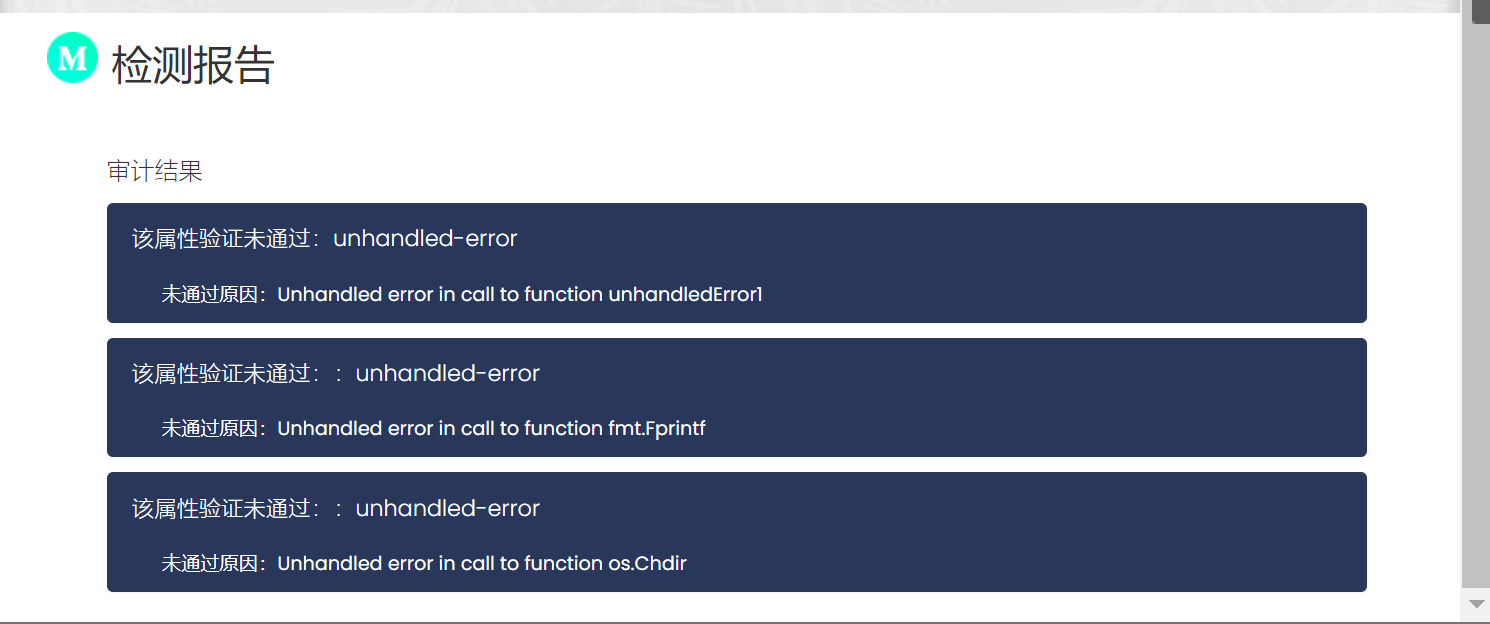 M 检测报告
审计结果
该属性验证未通过：unhandled-error
未通过原因：Unhandled error in call to function unhandledError1
该属性验证未通过：：unhandled-error
未通过原因：Unhandled error in call to function fmt.Fprintf
该属性验证未通过：：unhandled-error
未通过原因：Unhandled error in call to function os.Chdir